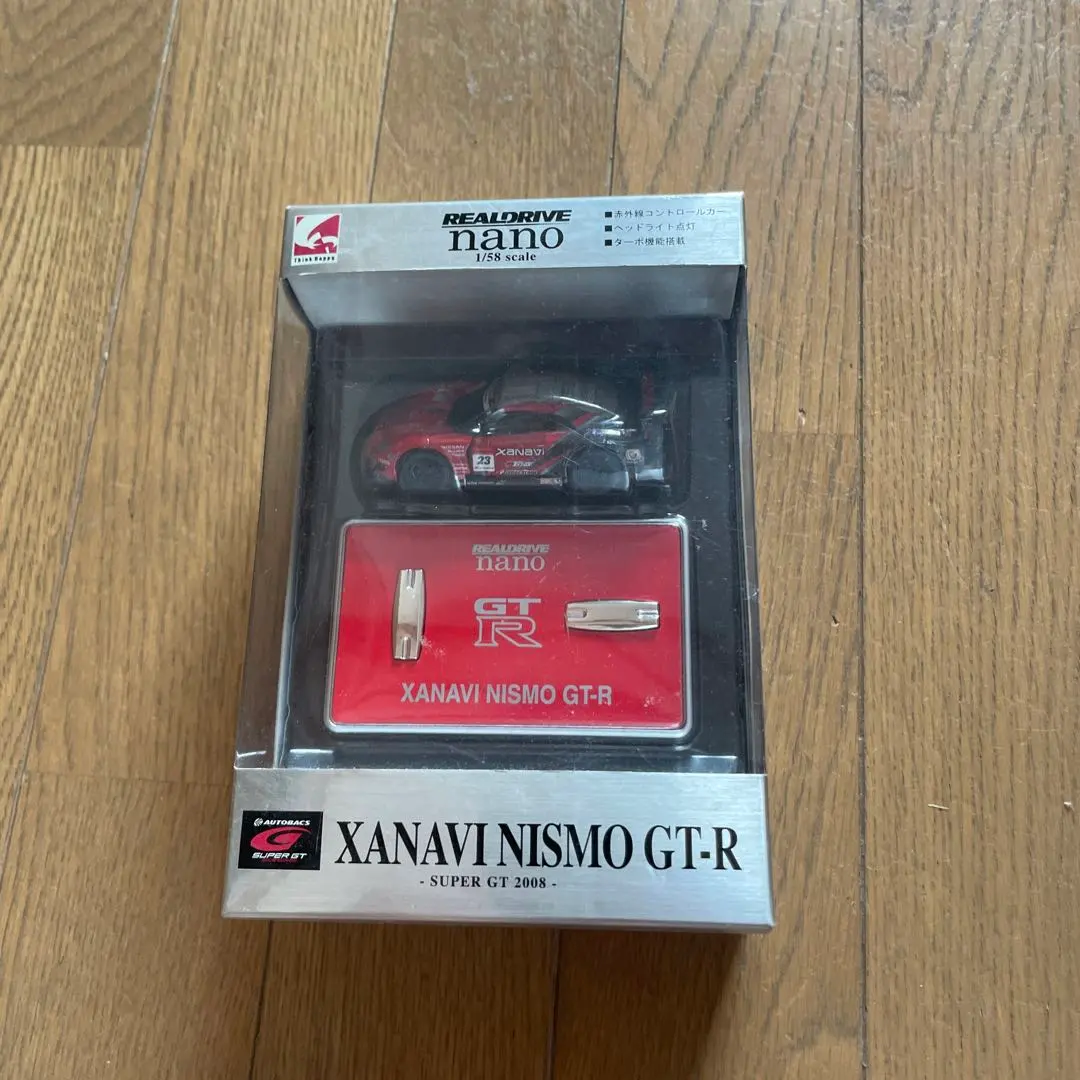 Think Happy
REALDRIVE
nano
1/58 scale
■赤外線コントロールカー
■ヘッドライト点灯
■ターボ機能搭載
23
XANAVI
REALDRIVE
nano
GT
R
XANAVI NISMO GT-R
AUTOBACS
SUPER GT
XANAVI NISMO GT-R
- SUPER GT 2008 -